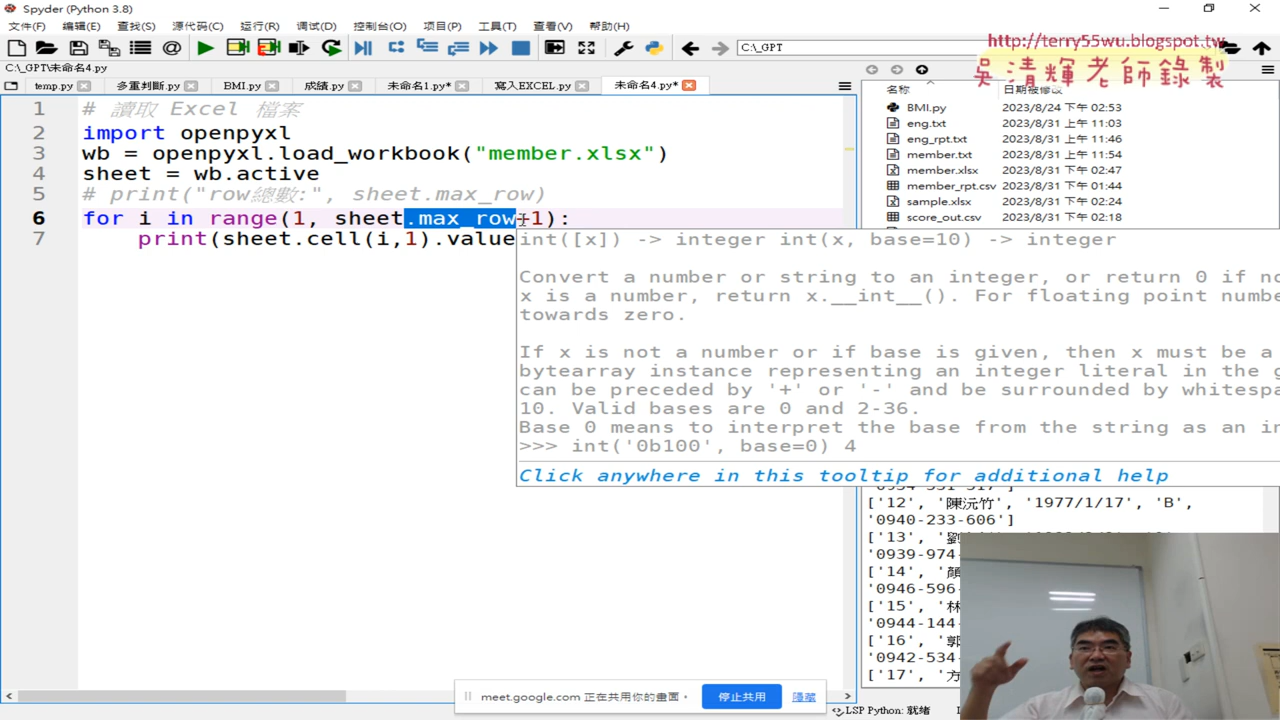 Spyder (Python 3.8)
文件(F) 编辑(E) 查找(S) 源代码(C) 运行(R) 调试(D) 控制台(O) 项目(P) 工具(T) 查看(V) 帮助(H)
C:\_GPT
http://terry55wu.blogspot.tw
吳清輝老師錄製
C:\_GPT\未命名4.py
temp.py 多重判斷.py BMI.py 成績.py 未命名1.py* 寫入EXCEL.py 未命名4.py*
名称 日期被修改
BMI.py 2023/8/24 下午 02:53
eng.txt 2023/8/31 上午 11:03
eng_rpt.txt 2023/8/31 上午 11:46
member.txt 2023/8/31 上午 11:54
member.xlsx 2023/8/31 下午 02:47
member_rpt.csv 2023/8/31 下午 01:44
sample.xlsx 2023/8/31 下午 02:24
score_out.csv 2023/8/31 下午 02:18
1 # 讀取 Excel 檔案
2 import openpyxl
3 wb = openpyxl.load_workbook("member.xlsx")
4 sheet = wb.active
5 # print("row總數:", sheet.max_row)
6 for i in range(1, sheet.max_row+1):
7 print(sheet.cell(i,1).value
int([x]) -> integer int(x, base=10) -> integer
Convert a number or string to an integer, or return 0 if no
x is a number, return x.__int__(). For floating point numbe
towards zero.
If x is not a number or if base is given, then x must be a
bytearray instance representing an integer literal in the g
can be preceded by '+' or '-' and be surrounded by whitespa
10. Valid bases are 0 and 2-36.
Base 0 means to interpret the base from the string as an in
>>> int('0b100', base=0) 4
Click anywhere in this tooltip for additional help
['12', '陳沅竹', '1977/1/17', 'B',
'0940-233-606']
['13', '劉
'0939-974
['14', '顏
'0946-596
['15', '林
'0944-144
['16', '郭
'0942-534
['17', '方
meet.google.com 正在共用你的畫面。 停止共用 隱藏
LSP Python: 就绪